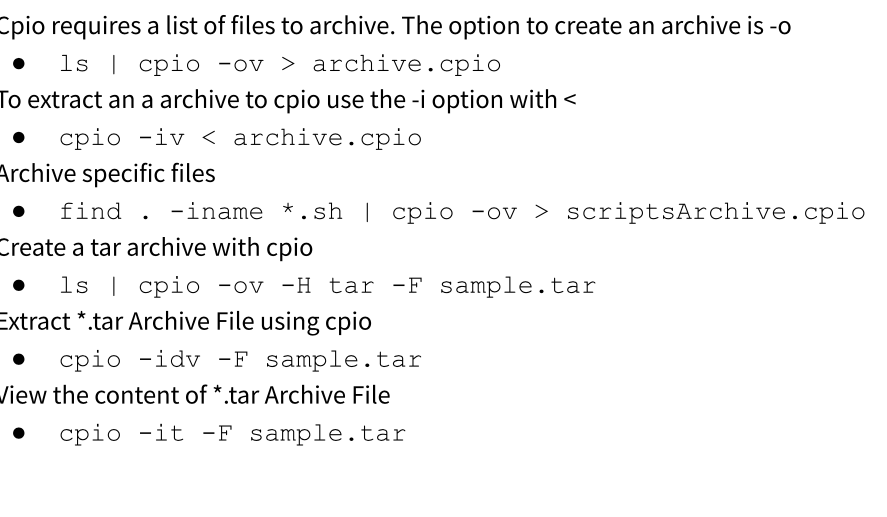 Cpio requires a list of files to archive. The option to create an archive is -o
● ls | cpio -ov > archive.cpio
To extract an a archive to cpio use the -i option with <
● cpio -iv < archive.cpio
Archive specific files
● find . -iname *.sh | cpio -ov > scriptsArchive.cpio
Create a tar archive with cpio
● ls | cpio -ov -H tar -F sample.tar
Extract *.tar Archive File using cpio
● cpio -idv -F sample.tar
View the content of *.tar Archive File
● cpio -it -F sample.tar